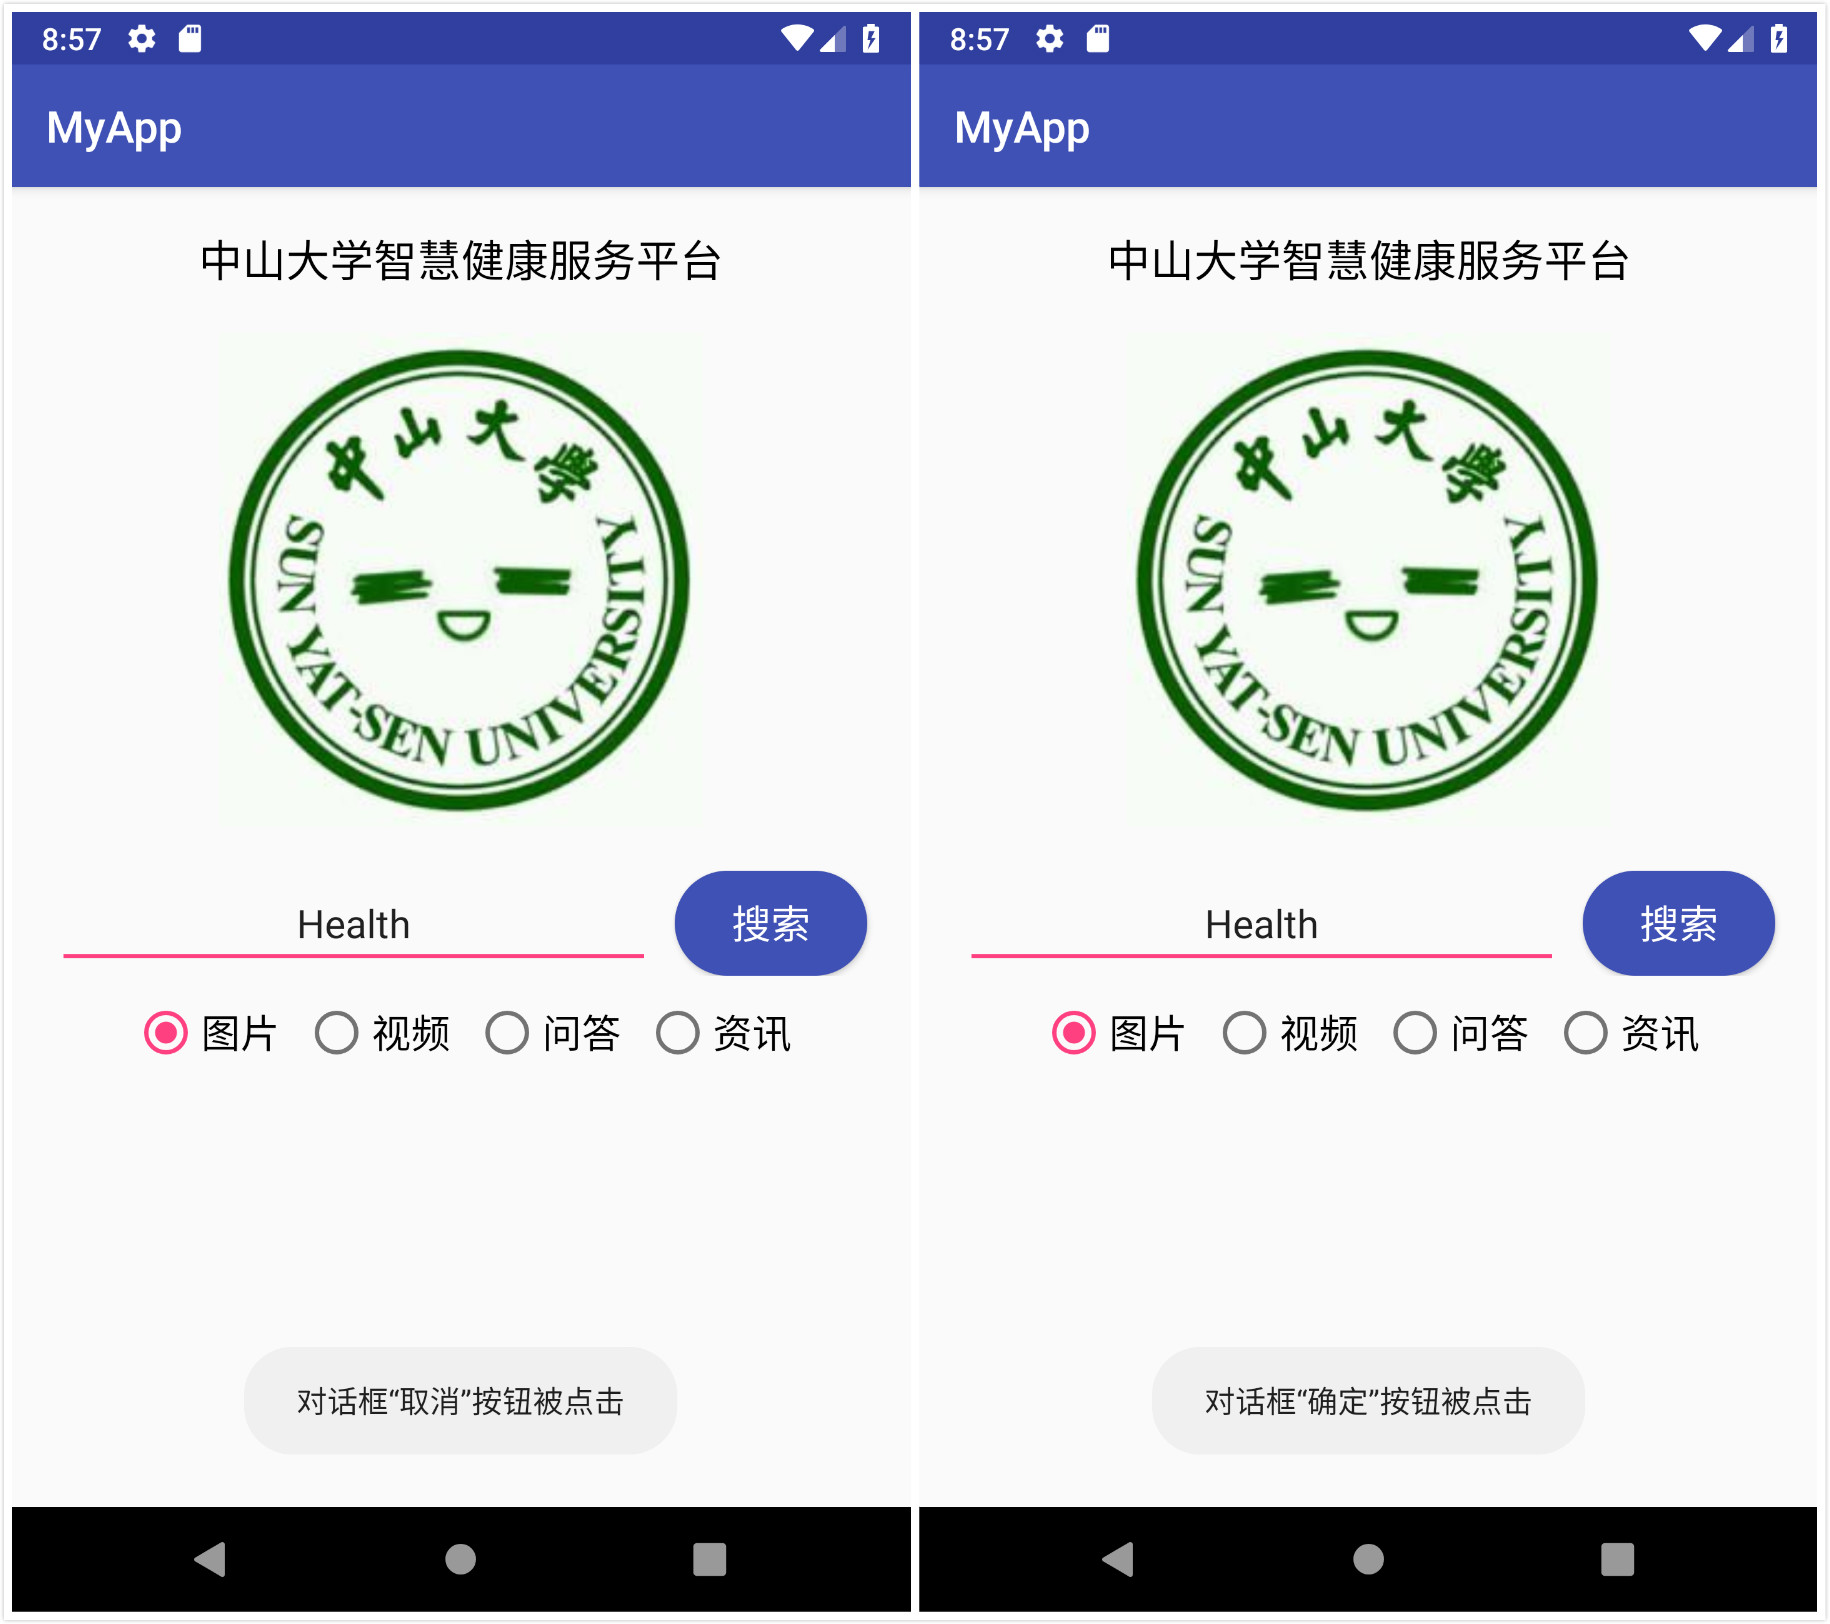 8:57
MyApp
中山大学智慧健康服务平台
中山大學
SUN YAT-SEN UNIVERSITY
Health
搜索
图片 视频 问答 资讯
对话框“取消”按钮被点击
8:57
MyApp
中山大学智慧健康服务平台
中山大學
SUN YAT-SEN UNIVERSITY
Health
搜索
图片 视频 问答 资讯
对话框“确定”按钮被点击